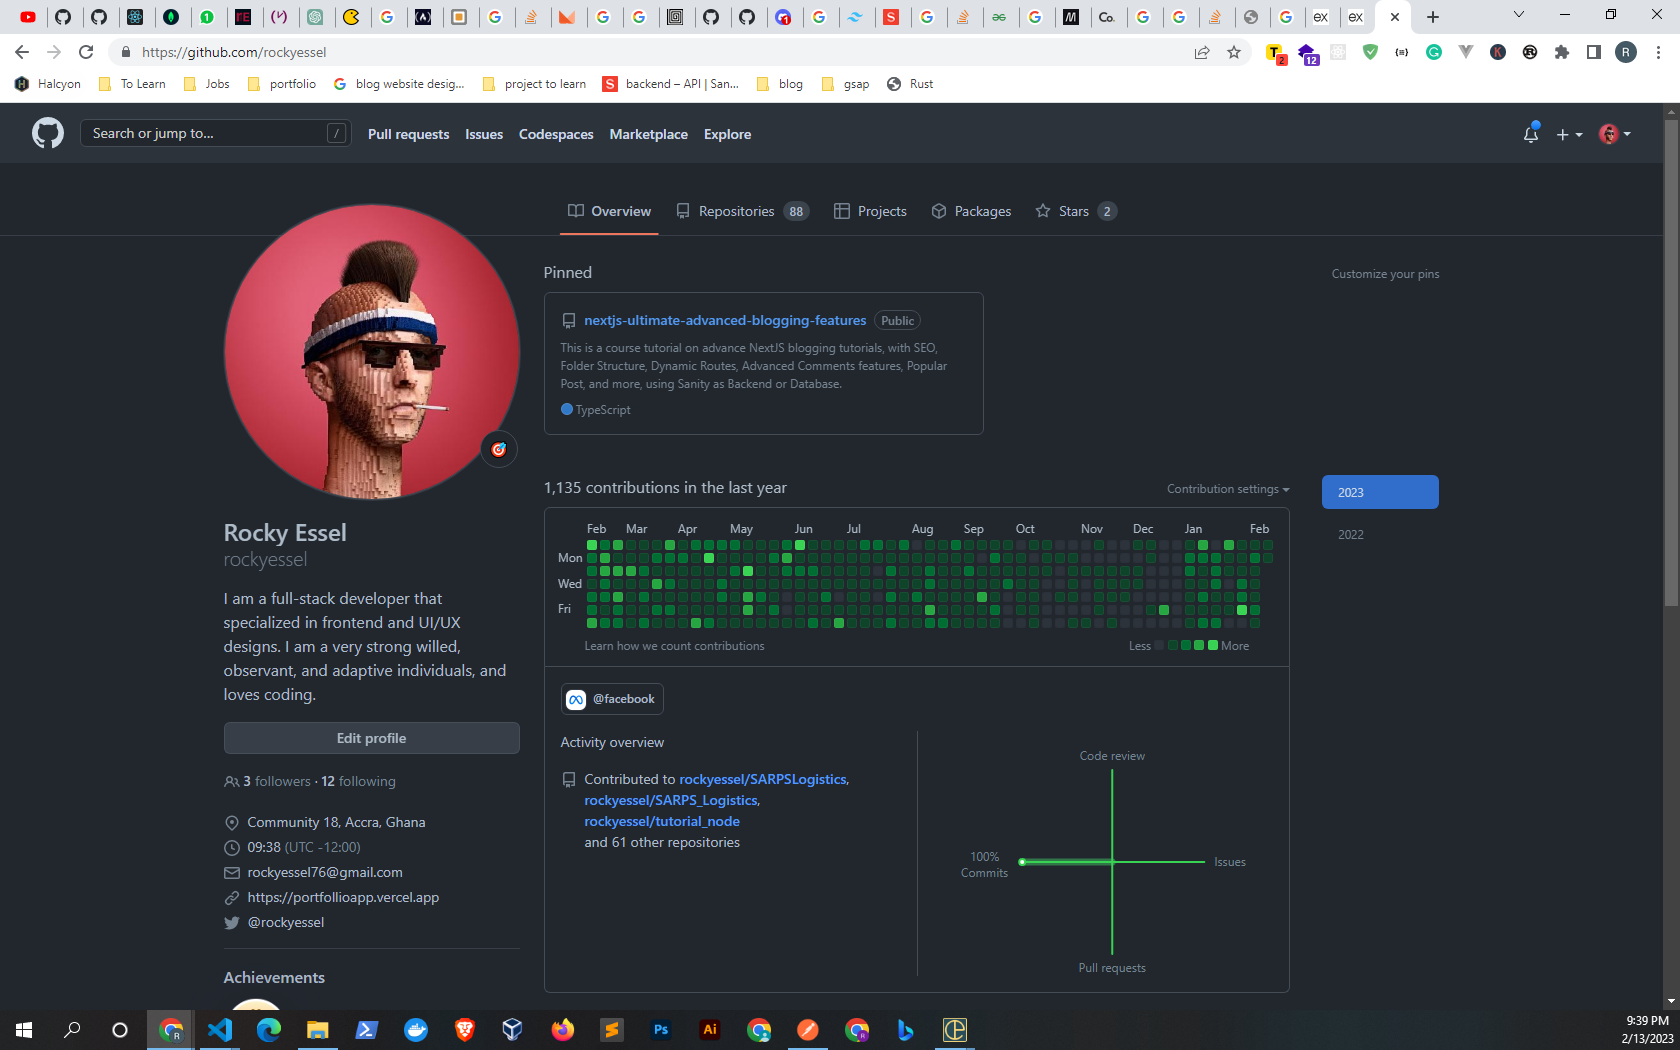 https://github.com/rockyessel
2
12
R
Halcyon
To Learn
Jobs
portfolio
blog website desig...
project to learn
backend – API | San...
blog
gsap
Rust
Search or jump to...
/
Pull requests
Issues
Codespaces
Marketplace
Explore
Overview
Repositories 88
Projects
Packages
Stars 2
Pinned
Customize your pins
nextjs-ultimate-advanced-blogging-features Public
This is a course tutorial on advance NextJS blogging tutorials, with SEO,
Folder Structure, Dynamic Routes, Advanced Comments features, Popular
Post, and more, using Sanity as Backend or Database.
TypeScript
1,135 contributions in the last year
Contribution settings
2023
2022
Feb Mar Apr May Jun Jul Aug Sep Oct Nov Dec Jan Feb
Mon
Wed
Fri
Learn how we count contributions
Less More
Rocky Essel
rockyessel
I am a full-stack developer that
specialized in frontend and UI/UX
designs. I am a very strong willed,
observant, and adaptive individuals, and
loves coding.
Edit profile
3 followers · 12 following
Community 18, Accra, Ghana
09:38 (UTC -12:00)
rockyessel76@gmail.com
https://portfollioapp.vercel.app
@rockyessel
Achievements
@facebook
Activity overview
Contributed to rockyessel/SARPSLogistics,
rockyessel/SARPS_Logistics,
rockyessel/tutorial_node
and 61 other repositories
Code review
100%
Commits
Issues
Pull requests
Ps
Ai
9:39 PM
2/13/2023